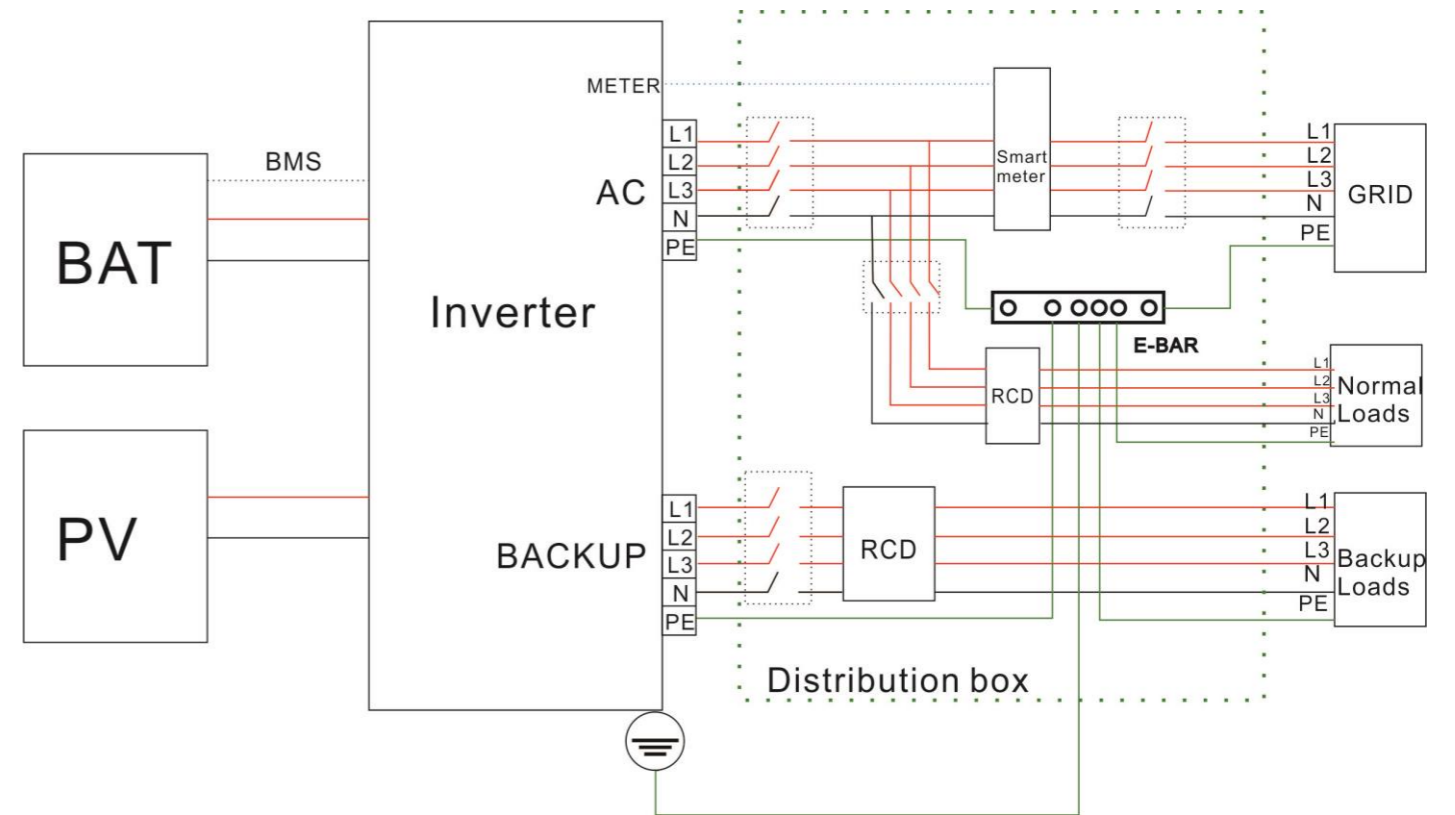 METER
L1
L2
L3
N
PE
AC
BMS
BAT
Inverter
Smart
meter
L1
L2
L3
N
PE
GRID
E-BAR
RCD
L1
L2
L3
N
PE
Normal
Loads
PV
BACKUP
L1
L2
L3
N
PE
RCD
L1
L2
L3
N
PE
Backup
Loads
Distribution box